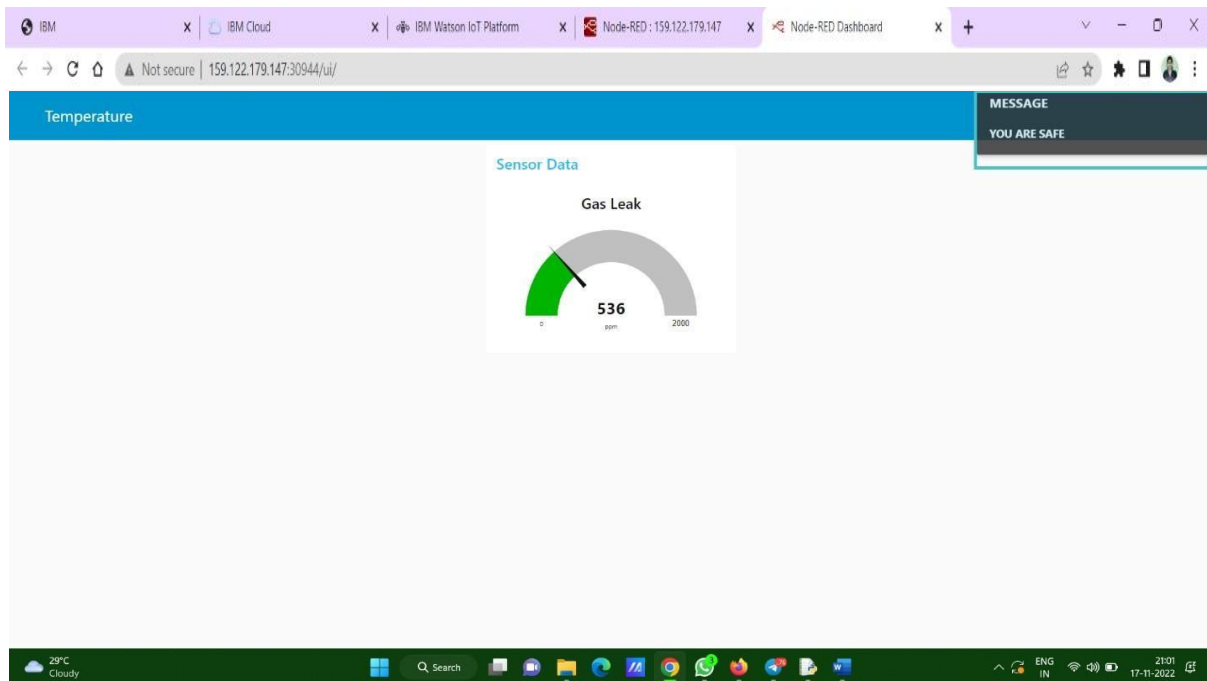 IBM
IBM Cloud
IBM Watson IoT Platform
Node-RED : 159.122.179.147
Node-RED Dashboard
Not secure | 159.122.179.147:30944/ui/
Temperature
MESSAGE
YOU ARE SAFE
Sensor Data
Gas Leak
536
0 ppm 2000
29°C
Cloudy
Search
ENG
IN
21:01
17-11-2022